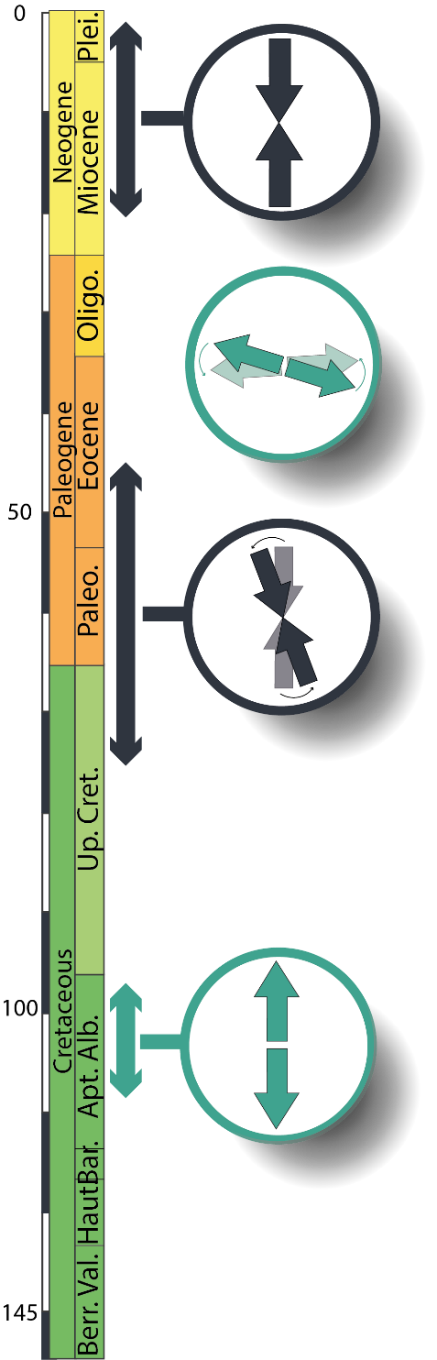 0
50
100
145
Neogene
Paleogene
Cretaceous
Plei.
Miocene
Oligo.
Eocene
Paleo.
Up. Cret.
Alb.
Apt.
Bar.
Haut
Val.
Berr.